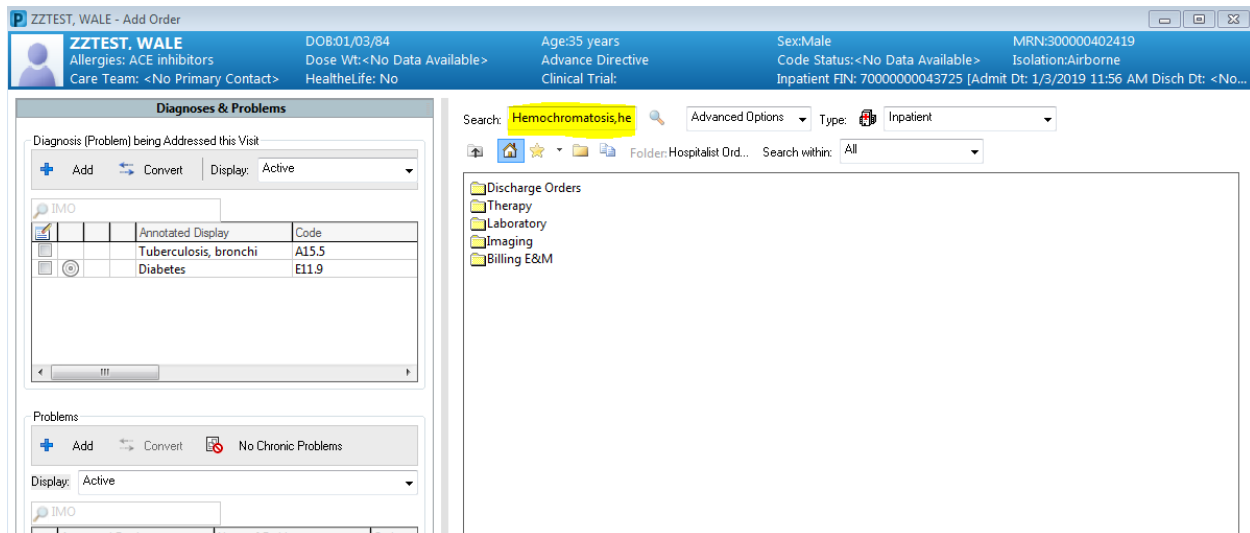 P ZZTEST, WALE - Add Order
ZZTEST, WALE DOB:01/03/84 Age:35 years Sex:Male MRN:300000402419
Allergies: ACE inhibitors Dose Wt:<No Data Available> Advance Directive Code Status:<No Data Available> Isolation:Airborne
Care Team: <No Primary Contact> HealtheLife: No Clinical Trial: Inpatient FIN: 70000000043725 [Admit Dt: 1/3/2019 11:56 AM Disch Dt: <No...
Diagnoses & Problems
Diagnosis (Problem) being Addressed this Visit
Add Convert Display: Active
IMO
Annotated Display Code
Tuberculosis, bronchi A15.5
Diabetes E11.9
Problems
Add Convert No Chronic Problems
Display: Active
IMO
Search: Hemochromatosis,he Advanced Options Type: Inpatient
Folder: Hospitalist Ord... Search within: All
Discharge Orders
Therapy
Laboratory
Imaging
Billing E&M